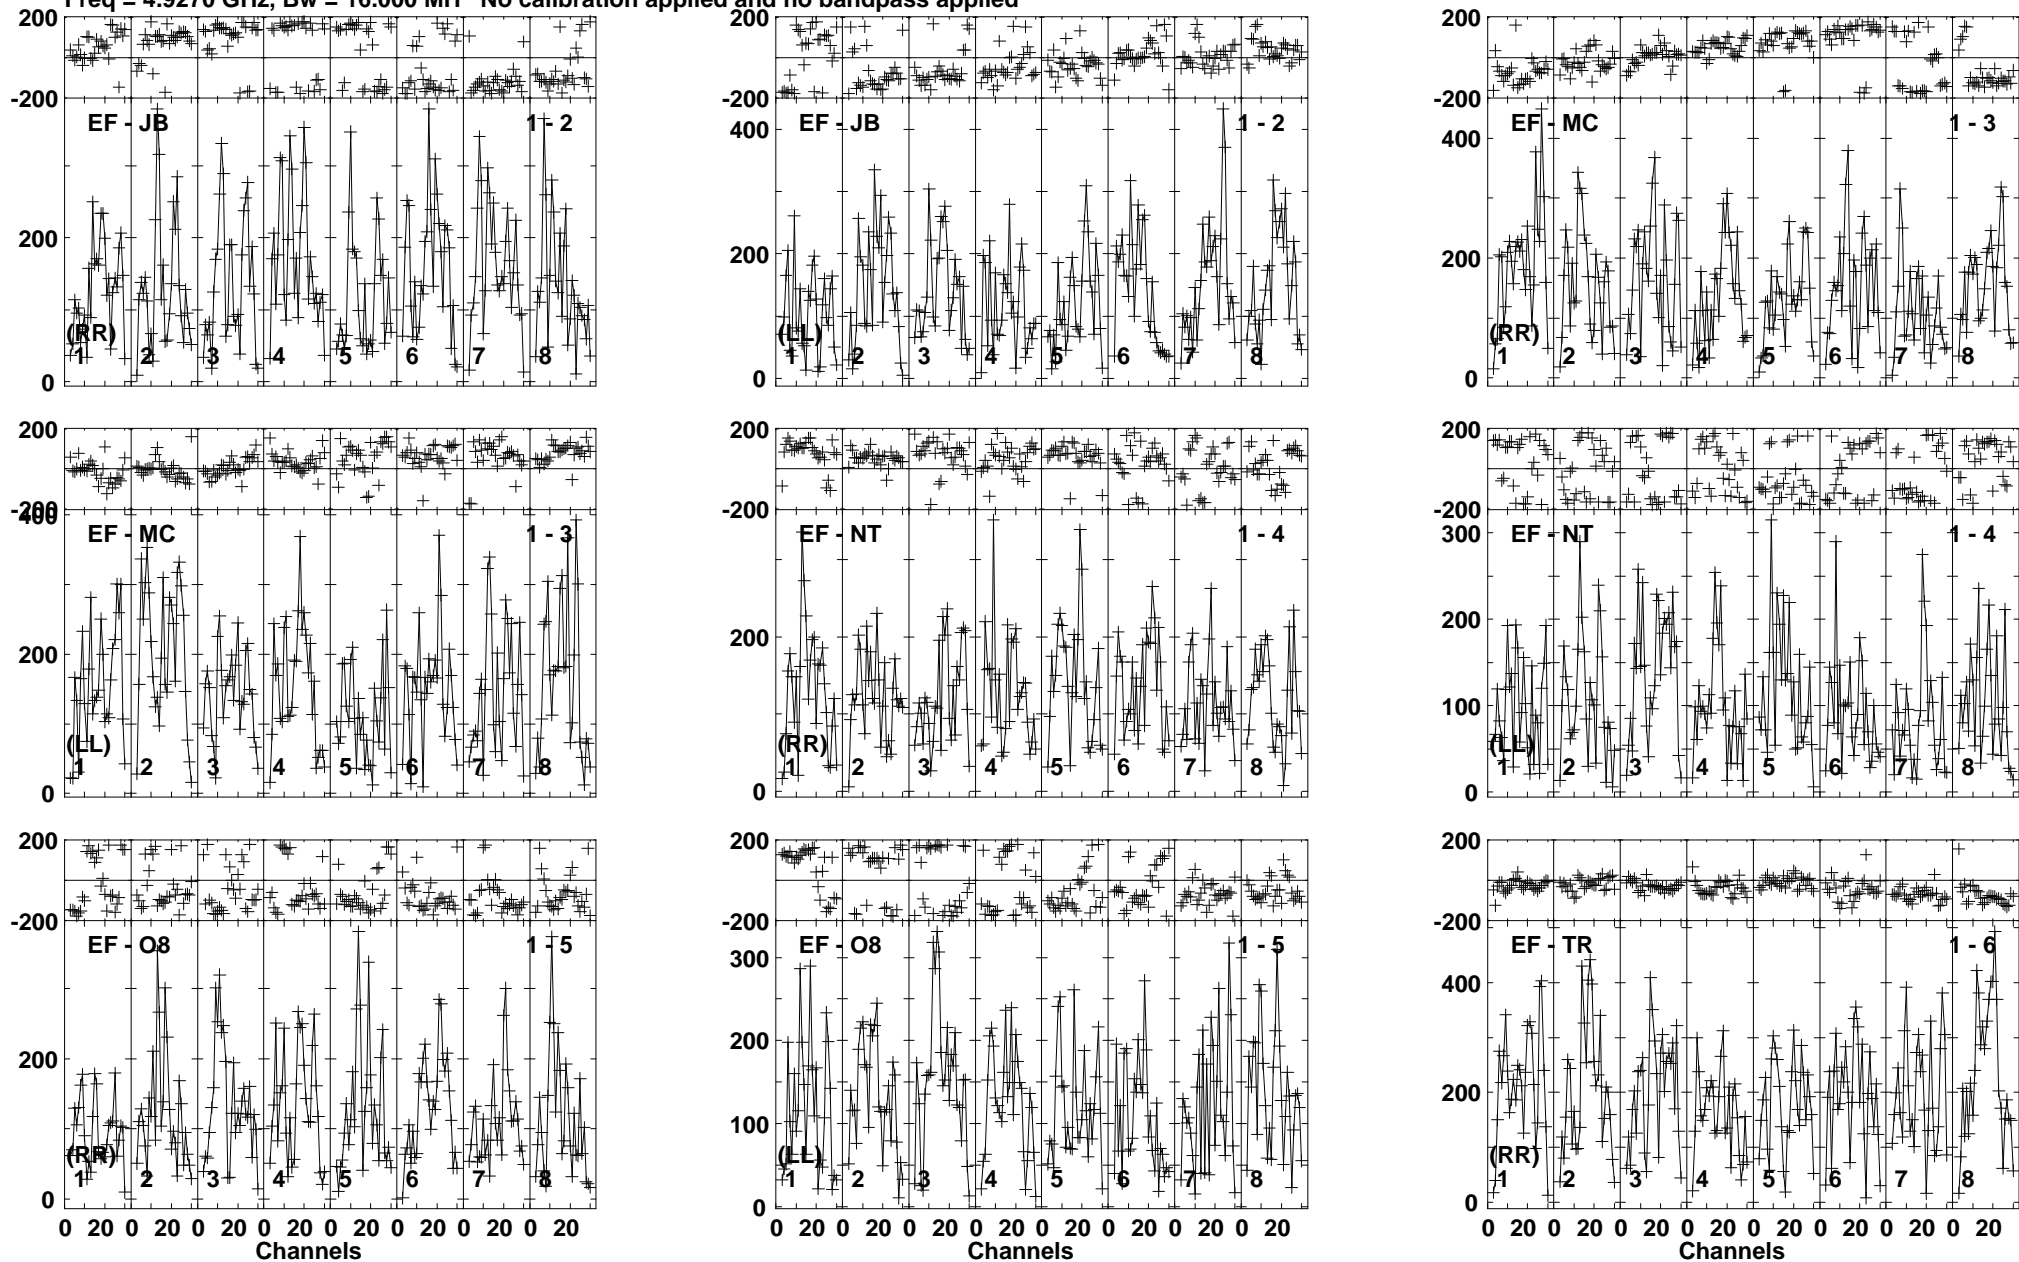 Freq = 4.9270 GHz, Bw = 16.000 MH No calibration applied and no bandpass applied
200 200 200
-200 -200 -200
EF - JB 1 - 2 EF - JB 1 - 2 EF - MC 1 - 3
400 400
200 200 200
(RR) (LL) (RR)
1 2 3 4 5 6 7 8 1 2 3 4 5 6 7 8 1 2 3 4 5 6 7 8
0 0 0
200 200 200
-200 -200 -200
400
EF - MC 1 - 3 EF - NT 1 - 4 EF - NT 1 - 4
300
200 200 200
100
(LL) (RR) (LL)
1 2 3 4 5 6 7 8 1 2 3 4 5 6 7 8 1 2 3 4 5 6 7 8
0 0 0
200 200 200
-200 -200 -200
EF - O8 1 - 5 EF - O8 1 - 5 EF - TR 1 - 6
300 400
200 200 200
100
(RR) (LL) (RR)
1 2 3 4 5 6 7 8 1 2 3 4 5 6 7 8 1 2 3 4 5 6 7 8
0 0 0
0 20 0 20 0 20 0 20 0 20 0 20 0 20 0 20 0 20 0 20 0 20 0 20 0 20 0 20 0 20 0 20 0 20 0 20 0 20 0 20 0 20 0 20 0 20 0 20
Channels Channels Channels